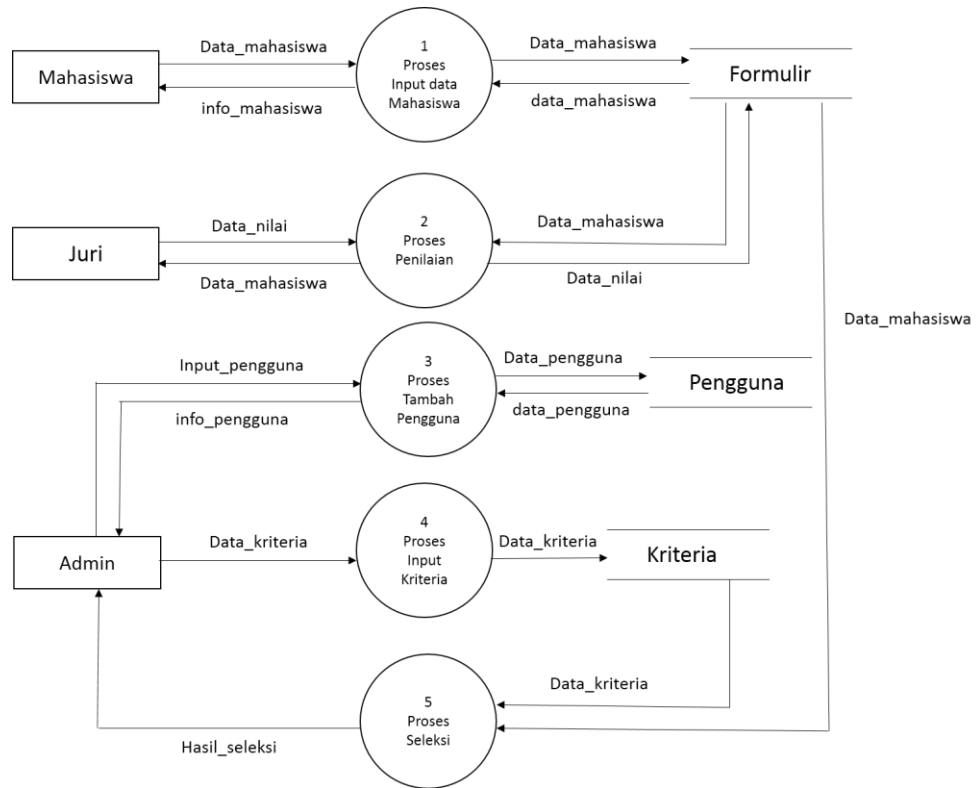 Data_mahasiswa
1
Proses
Input data
Mahasiswa
Data_mahasiswa
Mahasiswa
Formulir
info_mahasiswa
data_mahasiswa
Data_nilai
2
Proses
Penilaian
Data_mahasiswa
Juri
Data_mahasiswa
Data_nilai
Data_mahasiswa
Input_pengguna
3
Proses
Tambah
Pengguna
Data_pengguna
Pengguna
info_pengguna
data_pengguna
Admin
Data_kriteria
4
Proses
Input
Kriteria
Data_kriteria
Kriteria
Data_kriteria
5
Proses
Seleksi
Hasil_seleksi